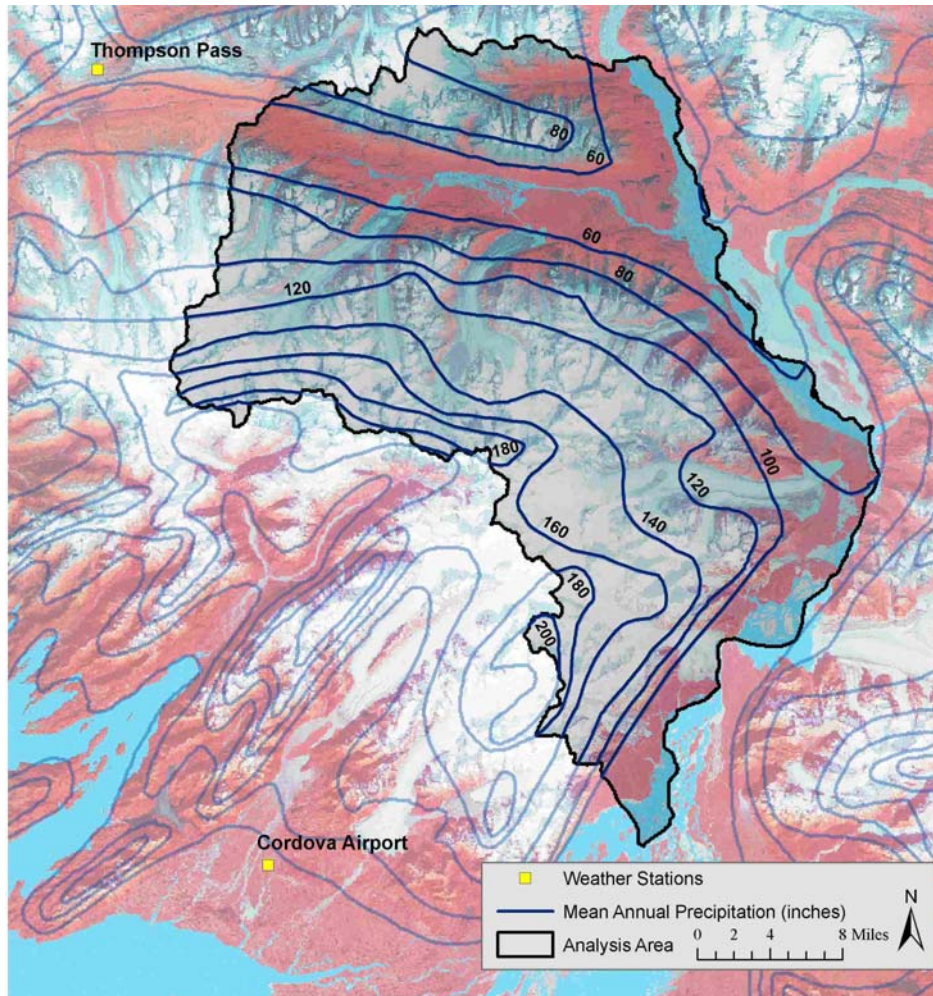 Thompson Pass
80
60
60
80
120
100
180
120
160
140
180
200
Cordova Airport
Weather Stations
Mean Annual Precipitation (inches)
Analysis Area
N
0 2 4 8 Miles